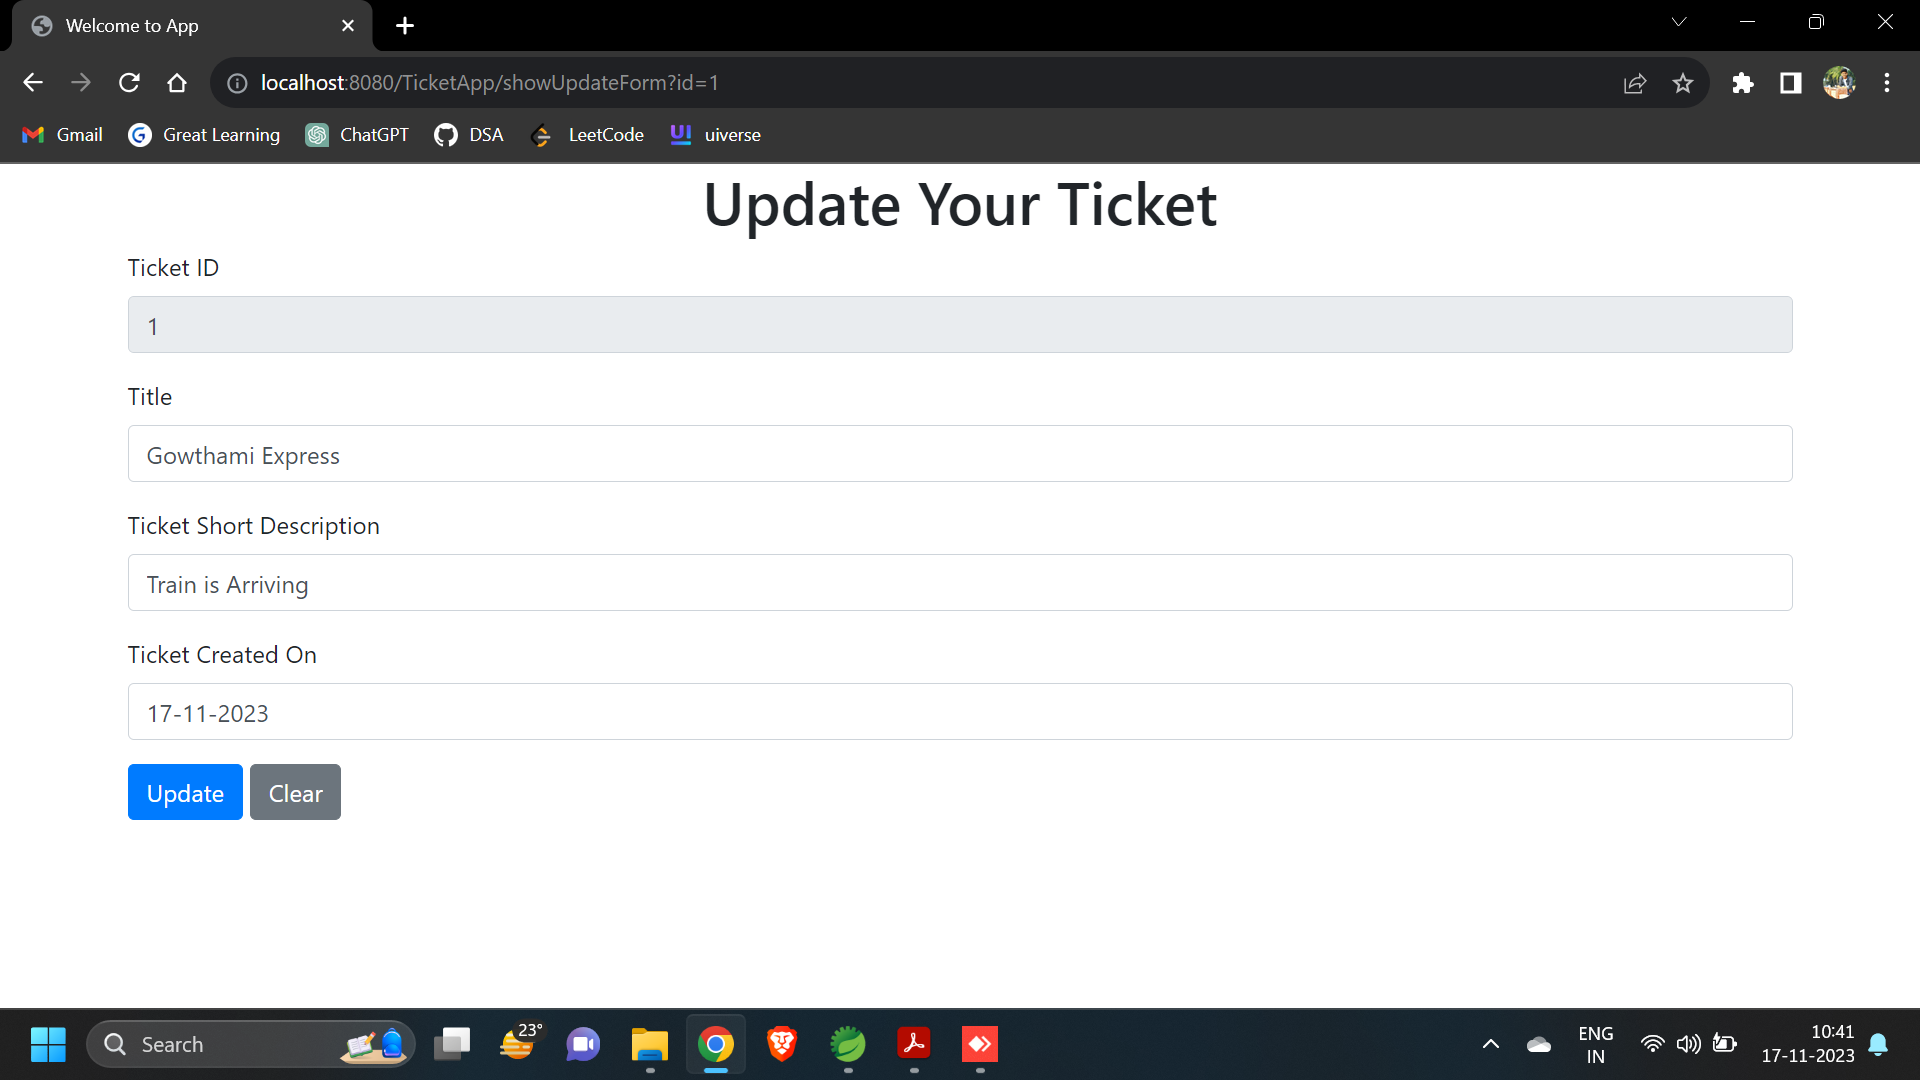 Welcome to App
localhost:8080/TicketApp/showUpdateForm?id=1
Gmail Great Learning ChatGPT DSA LeetCode UI uiverse
Update Your Ticket
Ticket ID
1
Title
Gowthami Express
Ticket Short Description
Train is Arriving
Ticket Created On
17-11-2023
Update Clear
Search 23° ENG 10:41
IN 17-11-2023